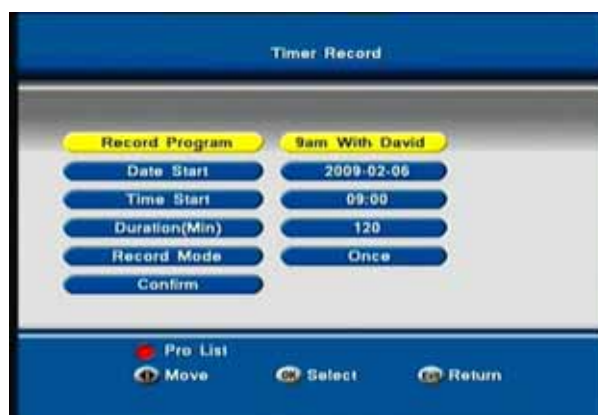 Timer Record
Record Program 9am With David
Date Start 2009-02-06
Time Start 09:00
Duration(Min) 120
Record Mode Once
Confirm
Pro List
Move OK Select Exit Return